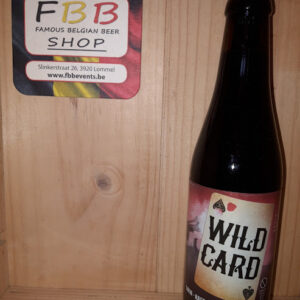 FBB
FAMOUS BELGIAN BEER
SHOP
Slinkerstraat 26, 3920 Lommel
www.fbbevents.be
WILD
CARD